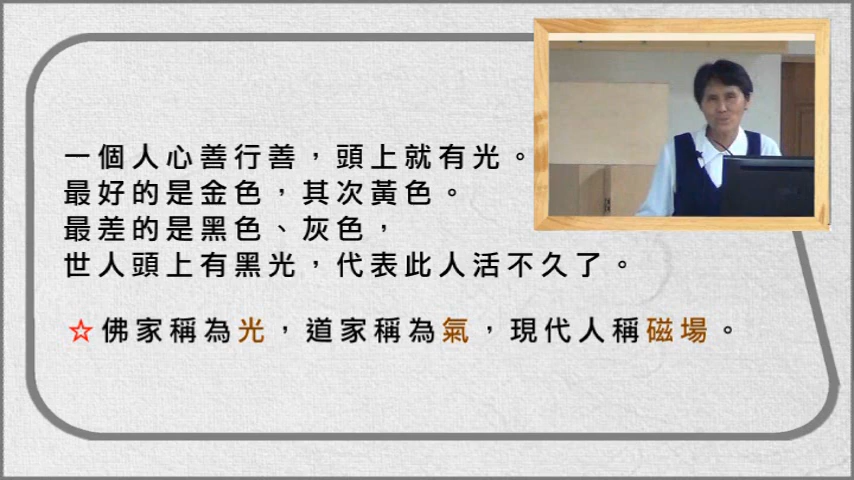 一個人心善行善，頭上就有光。
最好的是金色，其次黃色。
最差的是黑色、灰色，
世人頭上有黑光，代表此人活不久了。
☆佛家稱為光，道家稱為氣，現代人稱磁場。